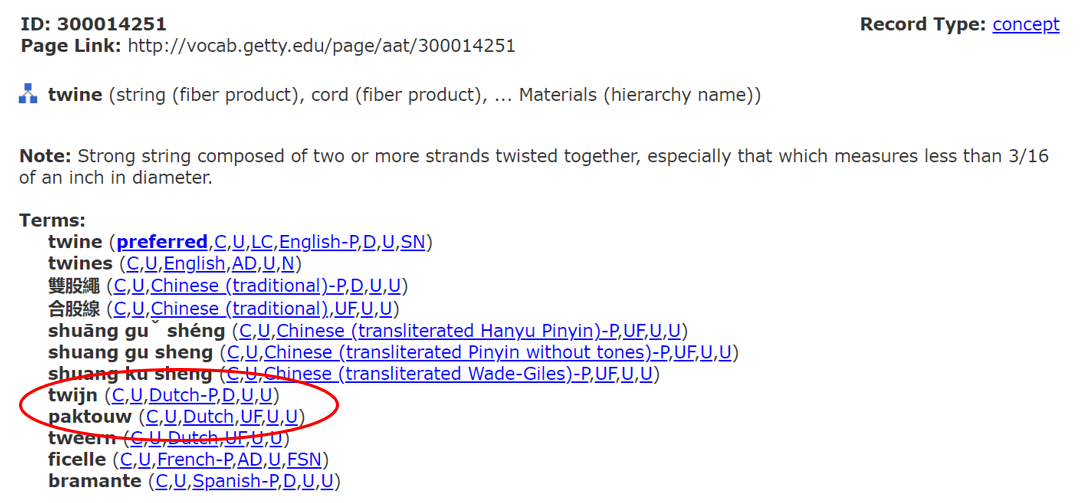 ID: 300014251
Record Type: concept
Page Link: http://vocab.getty.edu/page/aat/300014251
twine (string (fiber product), cord (fiber product), ... Materials (hierarchy name))
Note: Strong string composed of two or more strands twisted together, especially that which measures less than 3/16
of an inch in diameter.
Terms:
twine (preferred,C,U,LC,English-P,D,U,SN)
twines (C,U,English,AD,U,N)
雙股繩 (C,U,Chinese (traditional)-P,D,U,U)
合股線 (C,U,Chinese (traditional),UF,U,U)
shuāng guˇ shéng (C,U,Chinese (transliterated Hanyu Pinyin)-P,UF,U,U)
shuang gu sheng (C,U,Chinese (transliterated Pinyin without tones)-P,UF,U,U)
shuang ku sheng (C,U,Chinese (transliterated Wade-Giles)-P,UF,U,U)
twijn (C,U,Dutch-P,D,U,U)
paktouw (C,U,Dutch,UF,U,U)
tweern (C,U,Dutch,UF,U,U)
ficelle (C,U,French-P,AD,U,FSN)
bramante (C,U,Spanish-P,D,U,U)